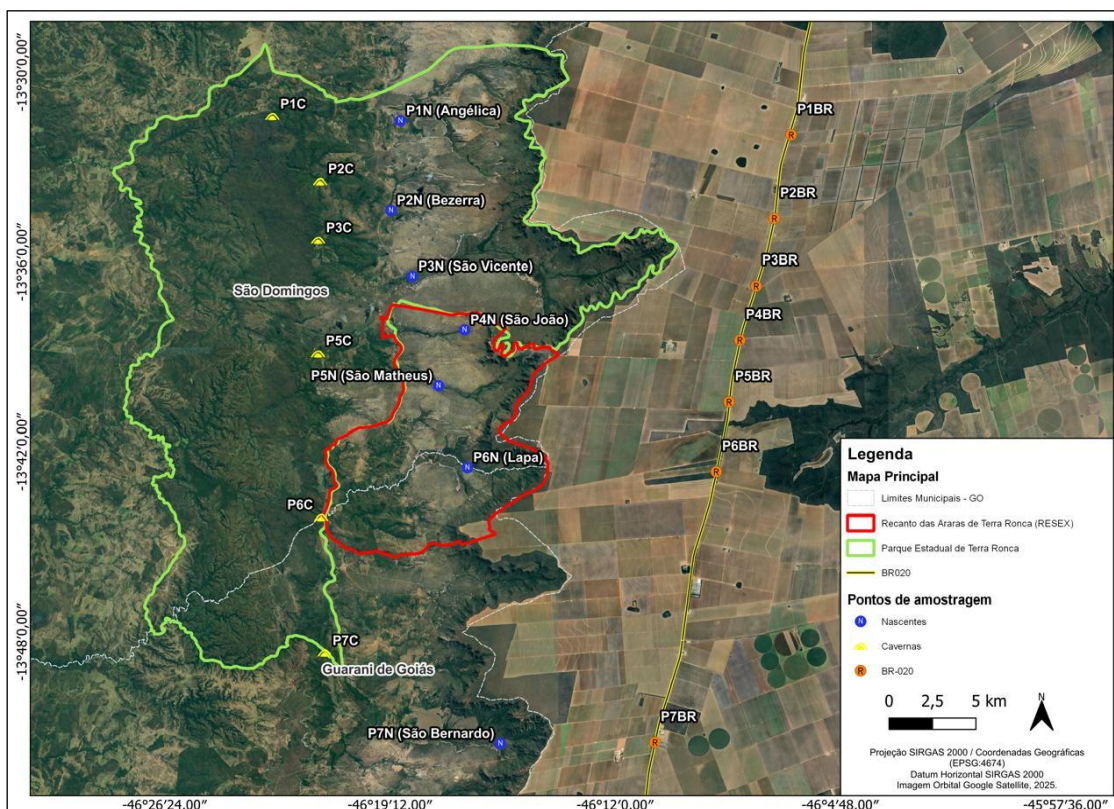 -13°30′0,00″
-13°36′0,00″
-13°42′0,00″
-13°48′0,00″
P1C
P1N (Angélica)
P1BR
P2C
P2N (Bezerra)
P2BR
P3C
P3N (São Vicente)
P3BR
São Domingos
P4N (São João)
P4BR
P5C
P5N (São Matheus)
P5BR
P6N (Lapa)
P6BR
P6C
P7C
Guarani de Goiás
P7N (São Bernardo)
P7BR
N
N
N
N
N
N
N
R
R
R
R
R
R
R
Legenda
Mapa Principal
Limites Municipais - GO
Recanto das Araras de Terra Ronca (RESEX)
Parque Estadual de Terra Ronca
BR020
Pontos de amostragem
N Nascentes
Cavernas
R BR-020
0 2,5 5 km
N
Projeção SIRGAS 2000 / Coordenadas Geográficas
(EPSG:4674)
Datum Horizontal SIRGAS 2000
Imagem Orbital Google Satellite, 2025.
-46°26′24,00″ -46°19′12,00″ -46°12′0,00″ -46°4′48,00″ -45°57′36,00″